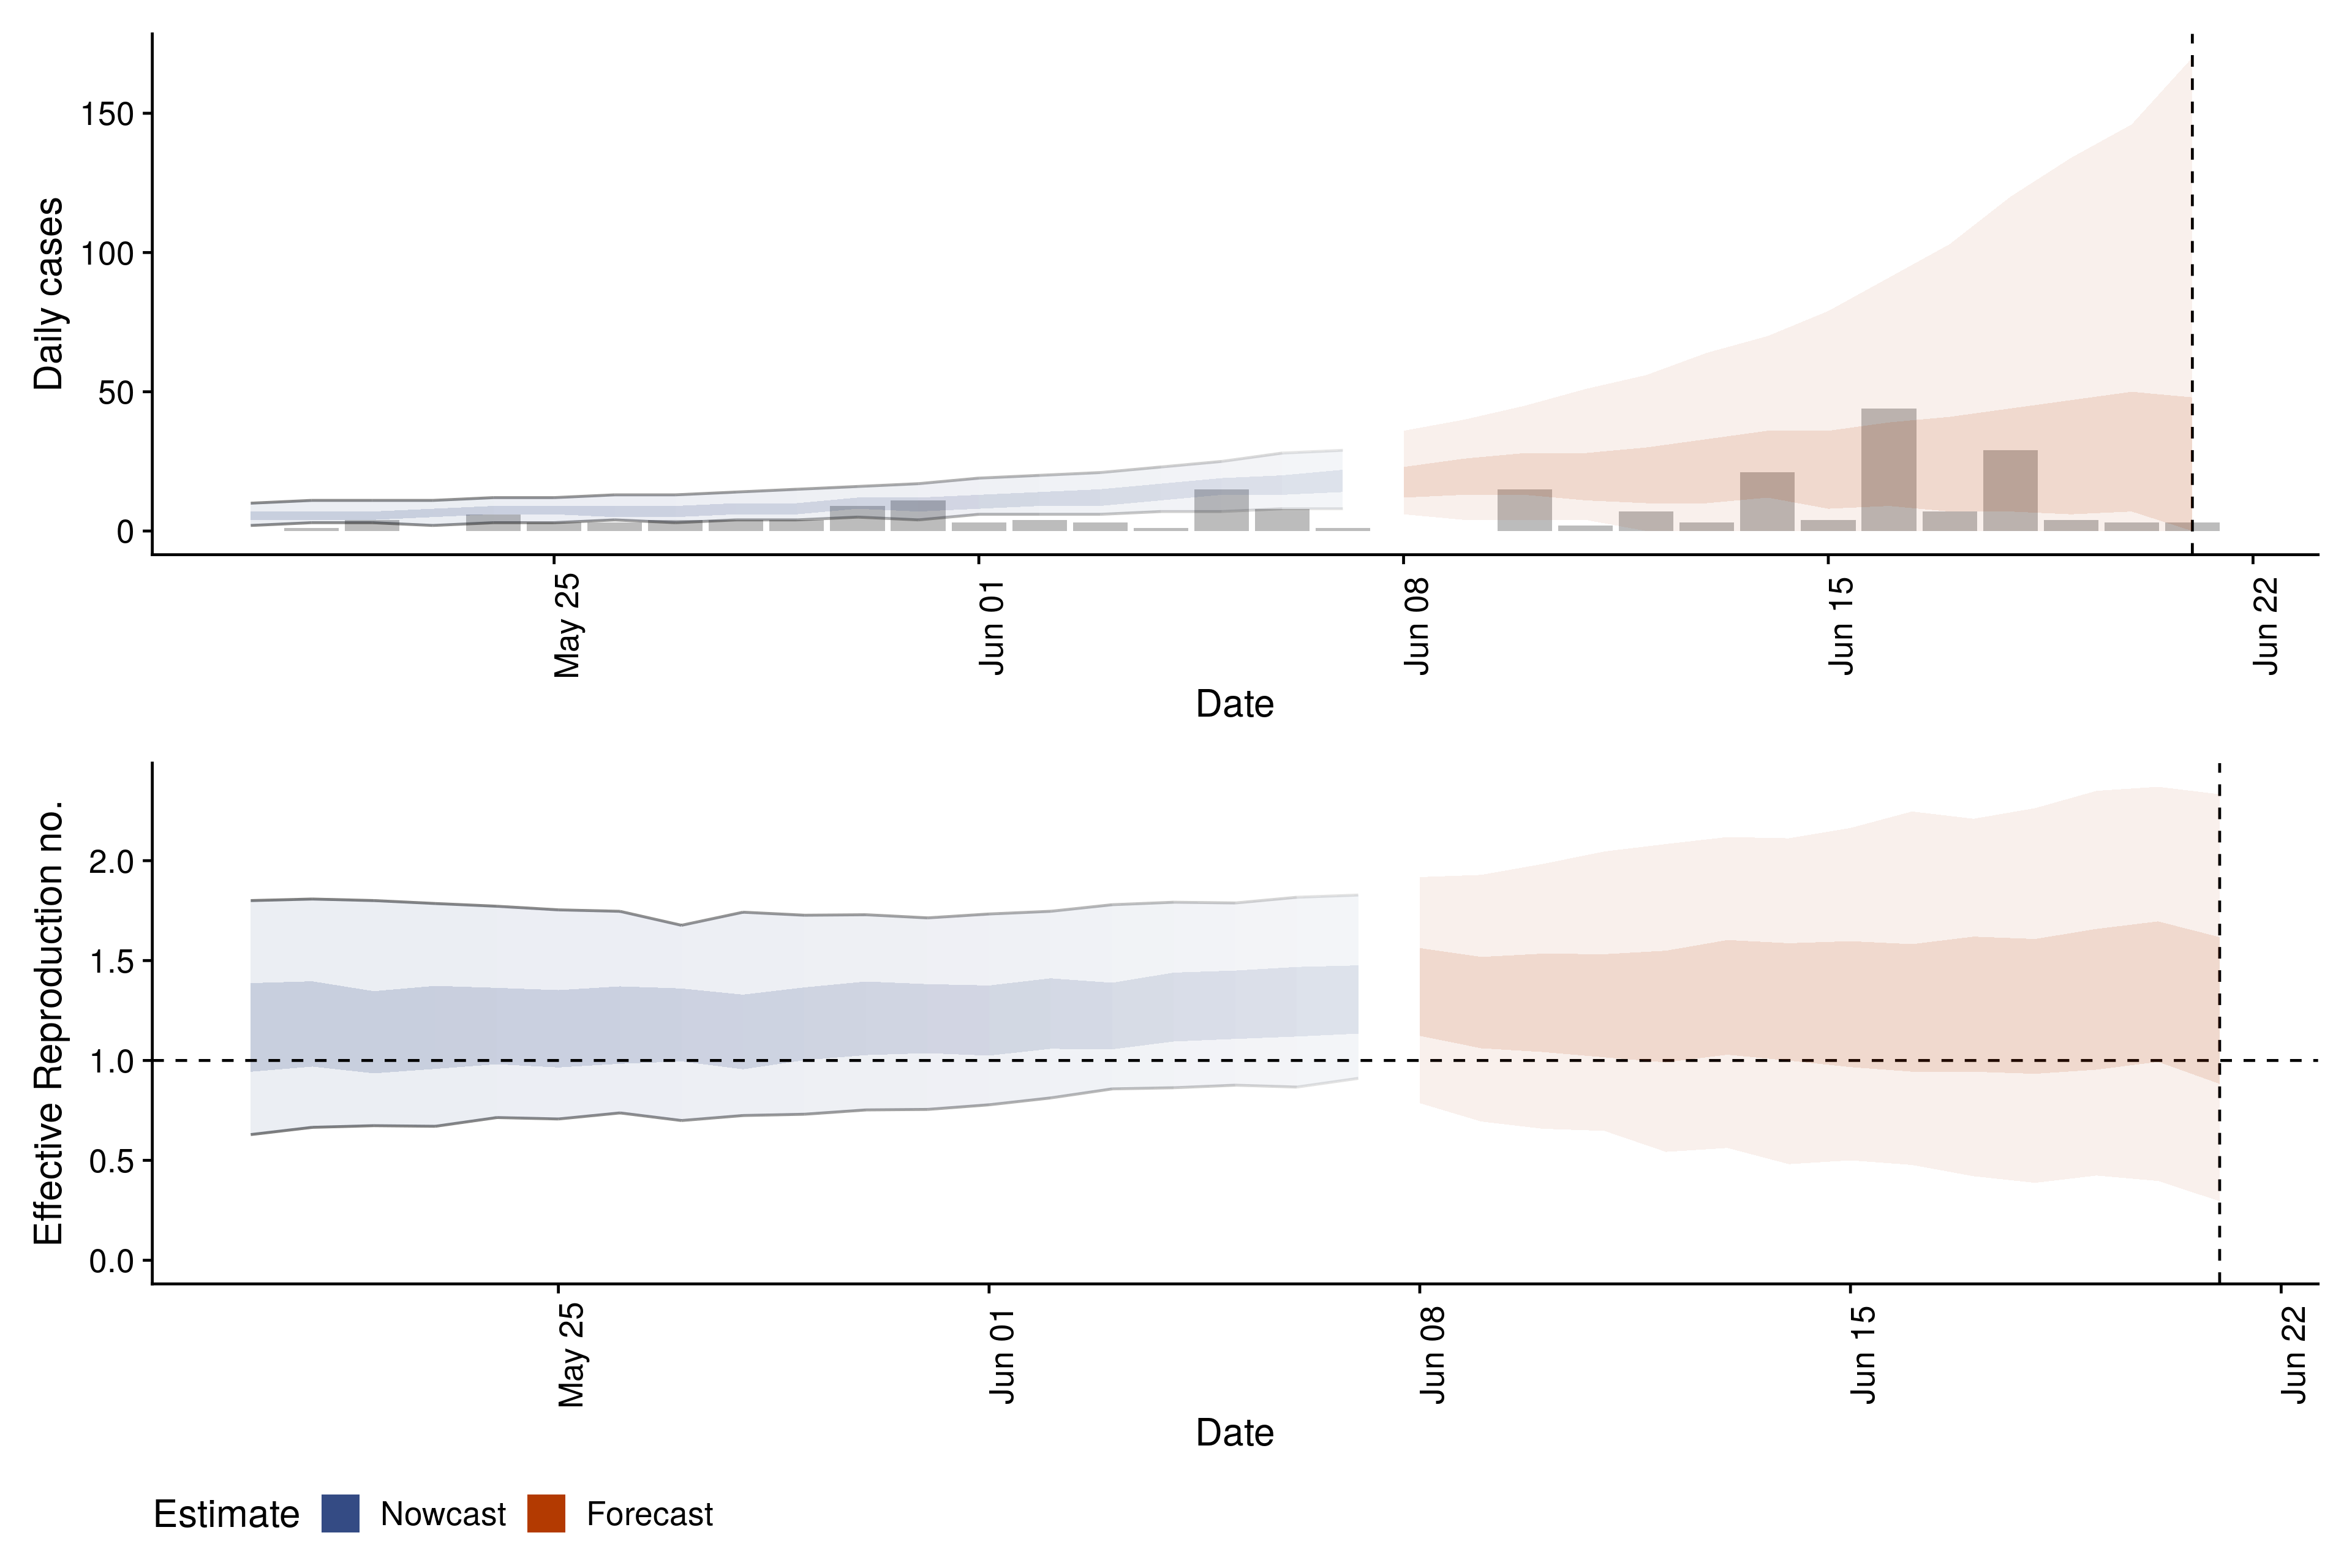 Daily cases
150
100
50
0
May 25
Jun 01
Jun 08
Jun 15
Jun 22
Date
Effective Reproduction no.
2.0
1.5
1.0
0.5
0.0
May 25
Jun 01
Jun 08
Jun 15
Jun 22
Date
Estimate Nowcast Forecast